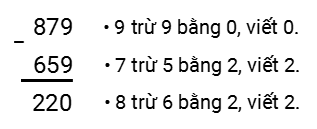 879 • 9 trừ 9 bằng 0, viết 0.
–
659 • 7 trừ 5 bằng 2, viết 2.
220 • 8 trừ 6 bằng 2, viết 2.